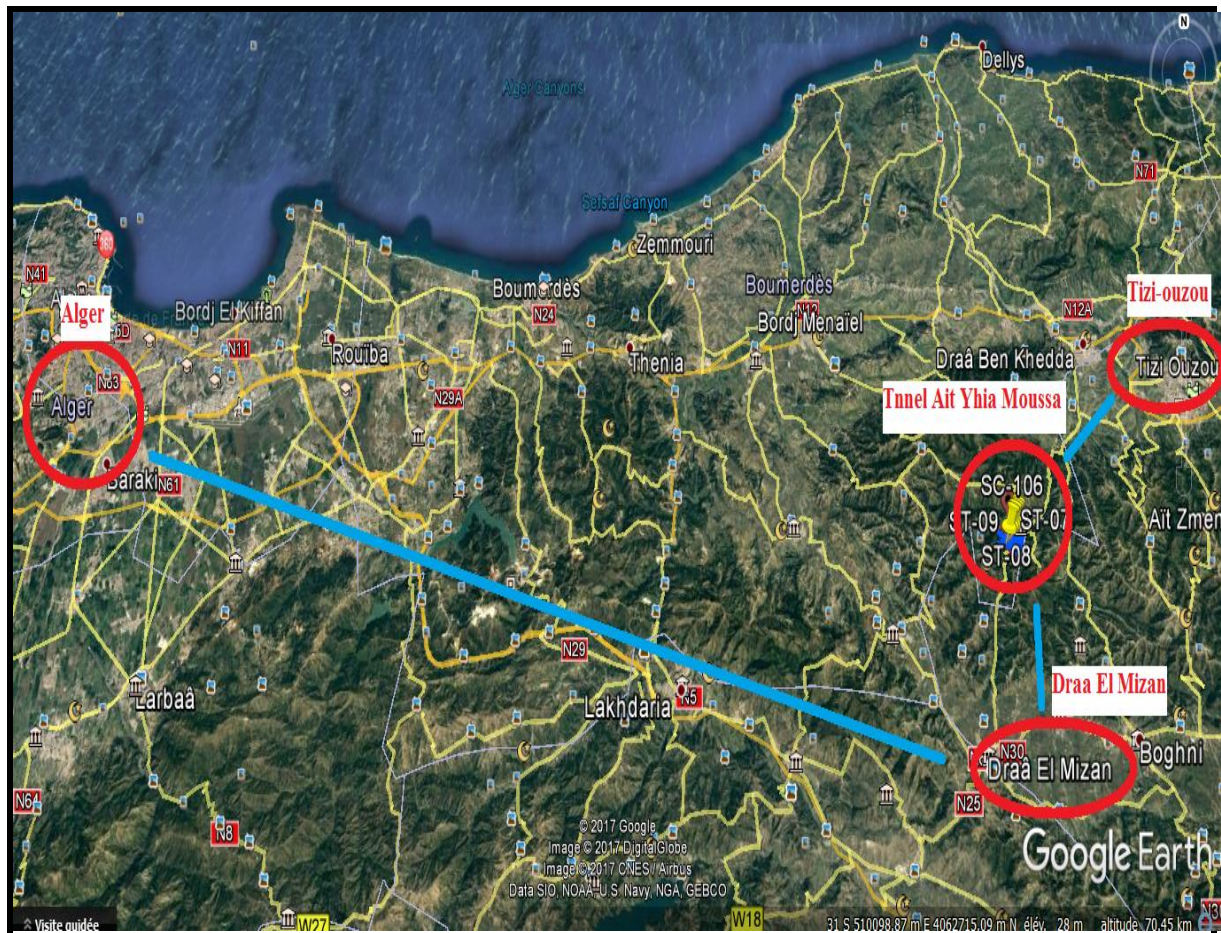 N
Dellys
Alger Canyons
N71
Sefsaf Canyon
Zemmouri
360
N41
Boumerdès
Boumerdès
Tizi-ouzou
Alger
Bordj El Kiffan
N24
N12A
N11
Rouïba
Bordj Menaïel
Thenia
Draâ Ben Khedda
Tizi Ouzou
Tnnel Ait Yhia Moussa
N29A
Alger
Baraki
N61
SC-106
ST-09
ST-07
Aït Zmer
ST-08
N29
Draa El Mizan
Larbaâ
Lakhdaria
N5
N30
Boghni
Draâ El Mizan
N64
N25
N8
© 2017 Google
Image © 2017 DigitalGlobe
Image © 2017 CNES / Airbus
Data SIO, NOAA, U.S. Navy, NGA, GEBCO
Google Earth
Visite guidée
W27
W18
31 S 510098.87 m E 4062715.09 m N élév. 28 m altitude 70.45 km